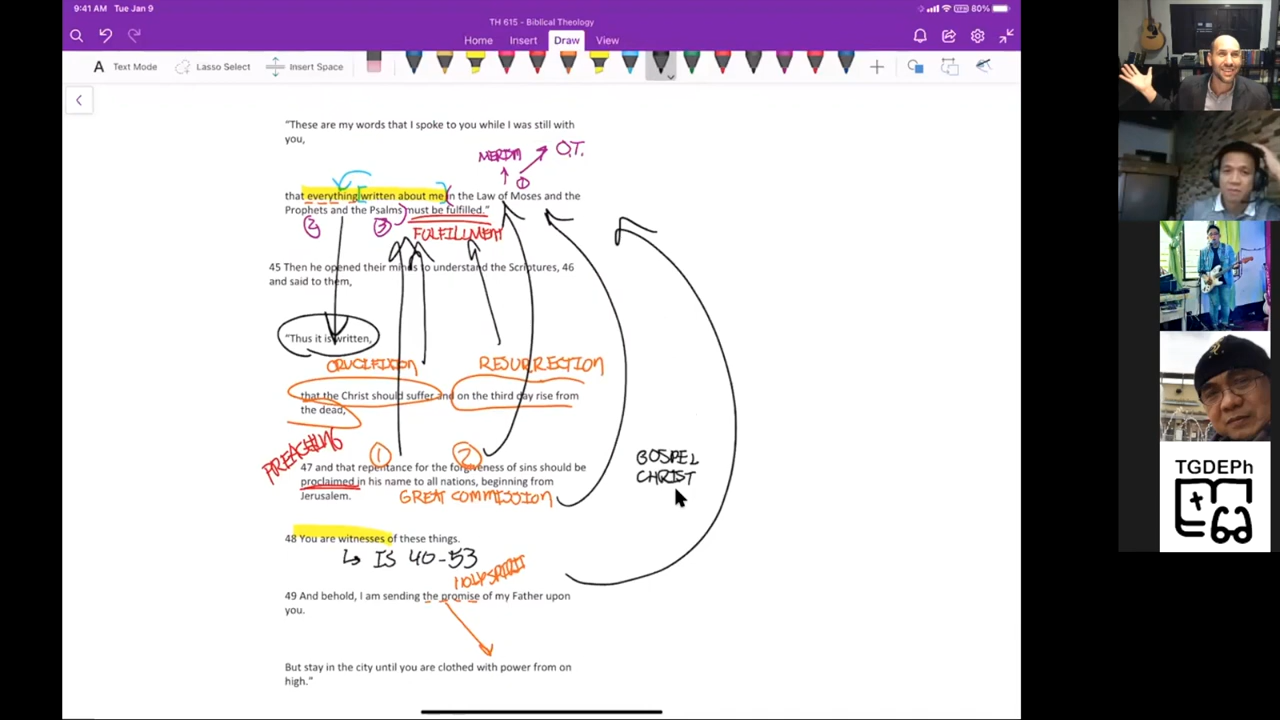 9:41 AM Tue Jan 9
80%
TH 615 - Biblical Theology
Home Insert Draw View
Text Mode Lasso Select Insert Space
"These are my words that I spoke to you while I was still with
you,
O.T.
①
that everything written about me in the Law of Moses and the
Prophets and the Psalms must be fulfilled."
② ③ FULFILLMENT
45 Then he opened their minds to understand the Scriptures, 46
and said to them,
"Thus it is written,
CRUCIFIXION RESURRECTION
that the Christ should suffer and on the third day rise from
the dead,
PREACHING
① ②
GOSPEL
CHRIST
47 and that repentance for the forgiveness of sins should be
proclaimed in his name to all nations, beginning from
Jerusalem.
GREAT COMMISSION
48 You are witnesses of these things.
IS 40-53
HOLY SPIRIT
49 And behold, I am sending the promise of my Father upon
you.
But stay in the city until you are clothed with power from on
high."
TGDEPh